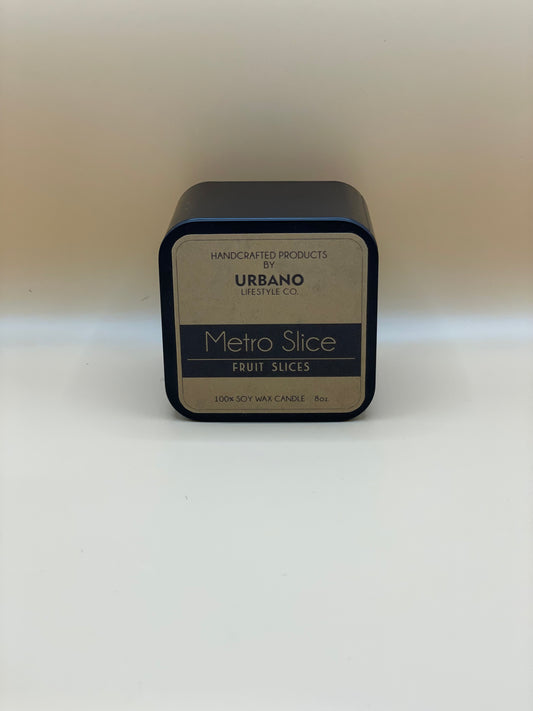 HANDCRAFTED PRODUCTS
BY
URBANO
LIFESTYLE CO.
Metro Slice
FRUIT SLICES
100% SOY WAX CANDLE 8oz.